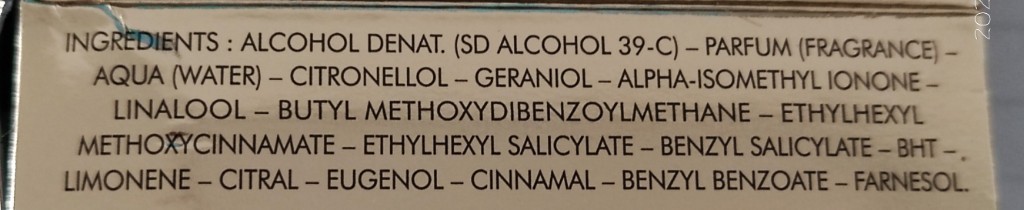 INGREDIENTS : ALCOHOL DENAT. (SD ALCOHOL 39-C) – PARFUM (FRAGRANCE) –
AQUA (WATER) – CITRONELLOL – GERANIOL – ALPHA-ISOMETHYL IONONE –
LINALOOL – BUTYL METHOXYDIBENZOYLMETHANE – ETHYLHEXYL
METHOXYCINNAMATE – ETHYLHEXYL SALICYLATE – BENZYL SALICYLATE – BHT –
LIMONENE – CITRAL – EUGENOL – CINNAMAL – BENZYL BENZOATE – FARNESOL.